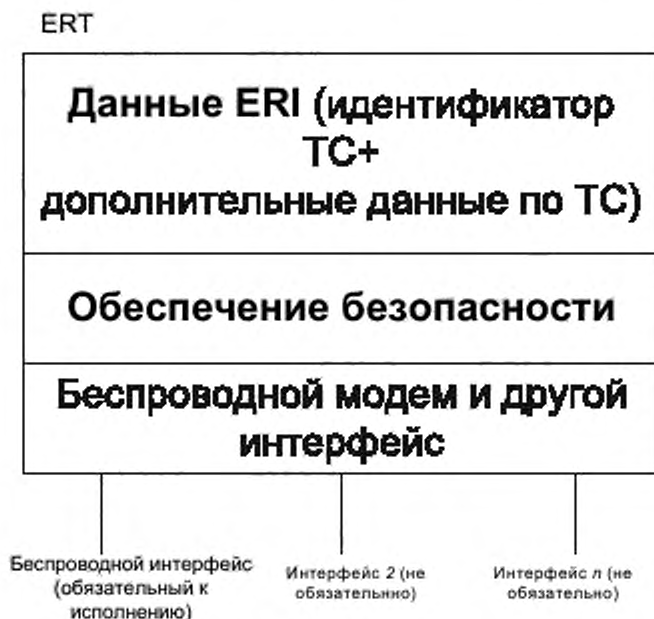 ERT
Данные ERI (идентификатор
ТС+
дополнительные данные по ТС)
Обеспечение безопасности
Беспроводной модем и другой
интерфейс
Беспроводной интерфейс
(обязательный к
исполнению)
Интерфейс 2 (не
обязательнно)
Интерфейс n (не
обязательно)